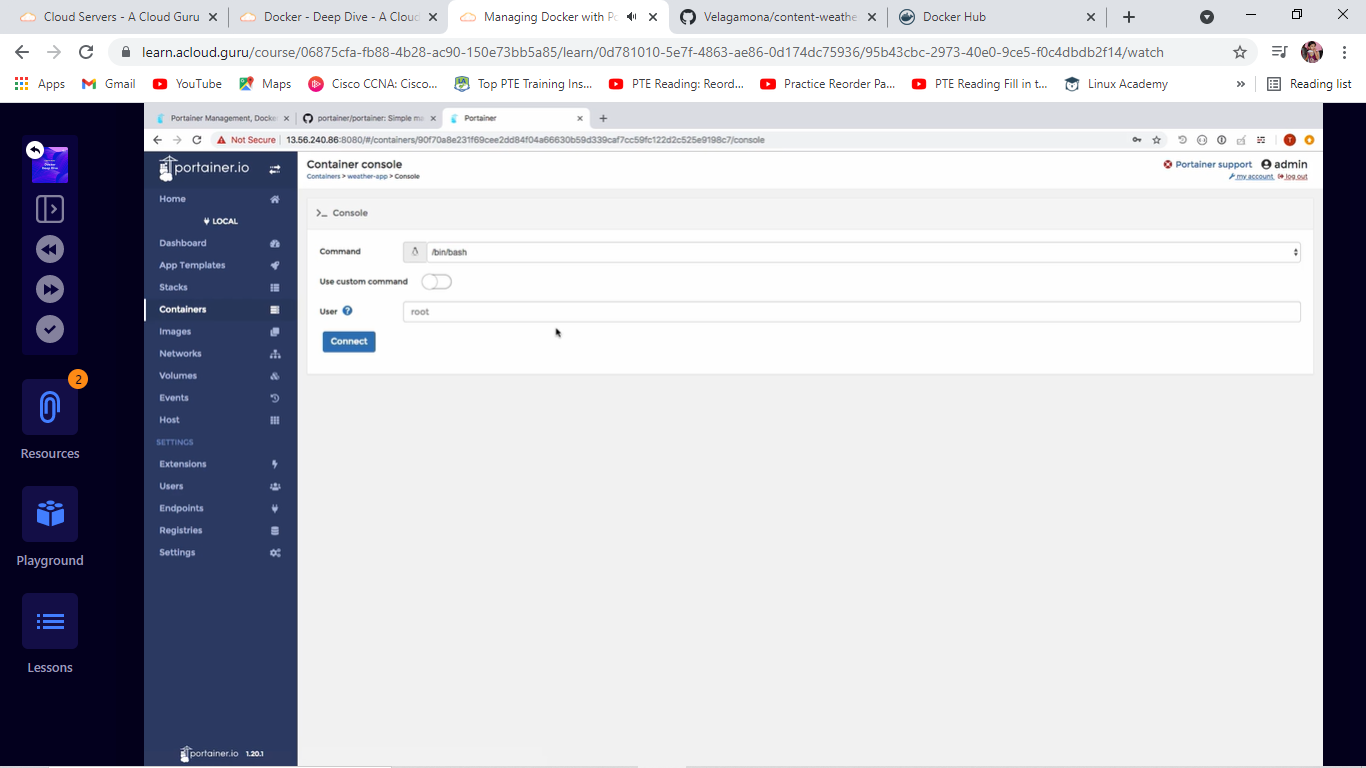 Cloud Servers - A Cloud Guru
Docker - Deep Dive - A Cloud
Managing Docker with Po
Velagamona/content-weathe
Docker Hub
learn.acloud.guru/course/06875cfa-fb88-4b28-ac90-150e73bb5a85/learn/0d781010-5e7f-4863-ae86-0d174dc75936/95b43cbc-2973-40e0-9ce5-f0c4dbdb2f14/watch
Apps
Gmail
YouTube
Maps
Cisco CCNA: Cisco...
Top PTE Training Ins...
PTE Reading: Reord...
Practice Reorder Pa...
PTE Reading Fill in t...
Linux Academy
»
Reading list
Portainer Management, Docke
portainer/portainer: Simple ma
Portainer
Not Secure
13.56.240.86:8080/#/containers/90f70a8e231f69cee2dd84f04a66630b59d339caf7cc59fc122d2c525e9198c7/console
portainer.io
Container console
Containers > weather-app > Console
Portainer support
admin
my account
log out
Home
LOCAL
Dashboard
App Templates
Stacks
Containers
Images
Networks
Volumes
Events
Host
SETTINGS
Extensions
Users
Endpoints
Registries
Settings
portainer.io 1.20.1
>_ Console
Command
/bin/bash
Use custom command
User
root
Connect
2
Resources
Playground
Lessons